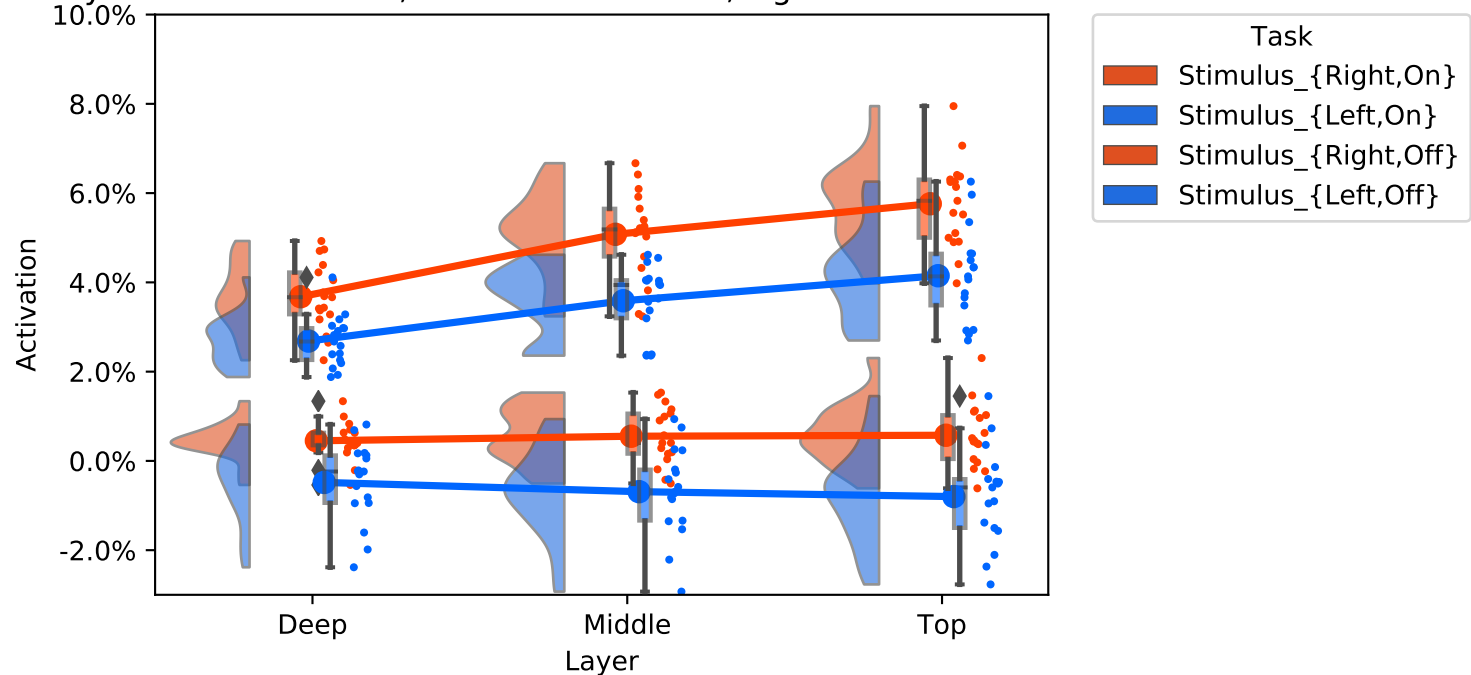 10.0%
8.0%
6.0%
4.0%
2.0%
0.0%
-2.0%
Activation
Deep
Middle
Top
Layer
Task
Stimulus_{Right,On}
Stimulus_{Left,On}
Stimulus_{Right,Off}
Stimulus_{Left,Off}